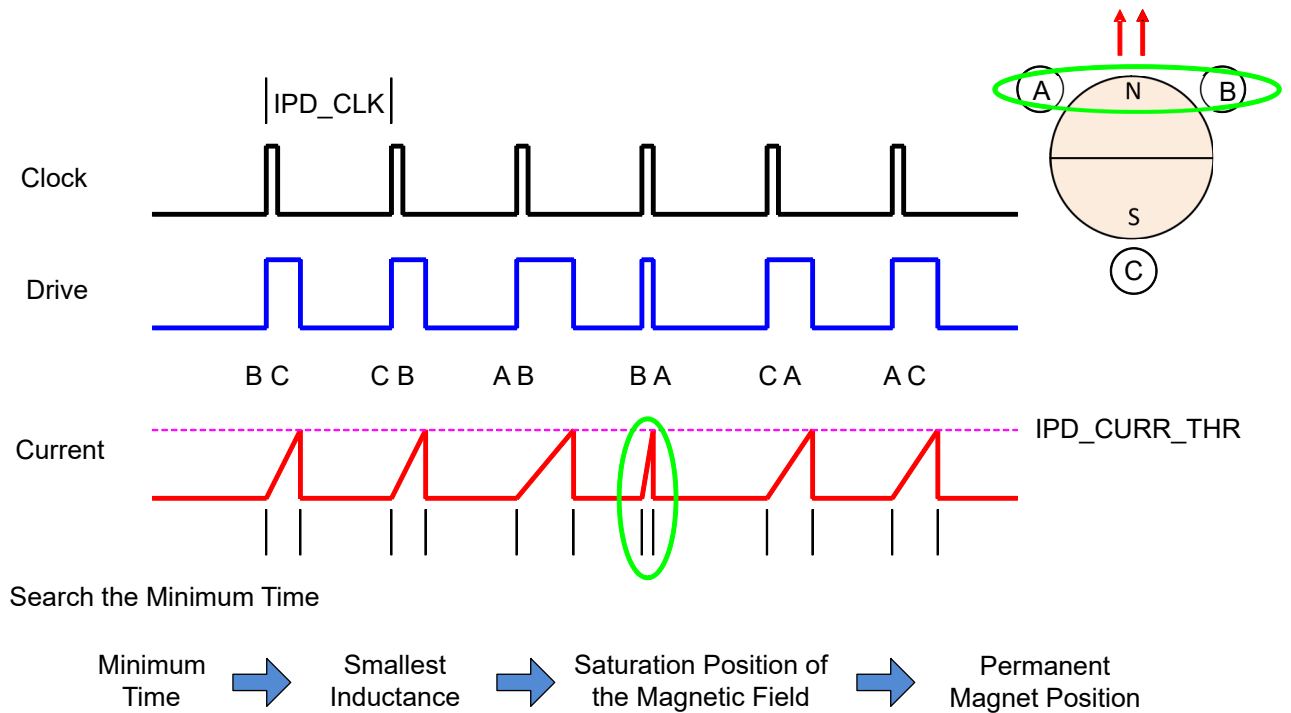 IPD_CLK
A
N
B
Clock
S
C
Drive
B C
C B
A B
B A
C A
A C
IPD_CURR_THR
Current
Search the Minimum Time
Minimum
Time
Smallest
Inductance
Saturation Position of
the Magnetic Field
Permanent
Magnet Position